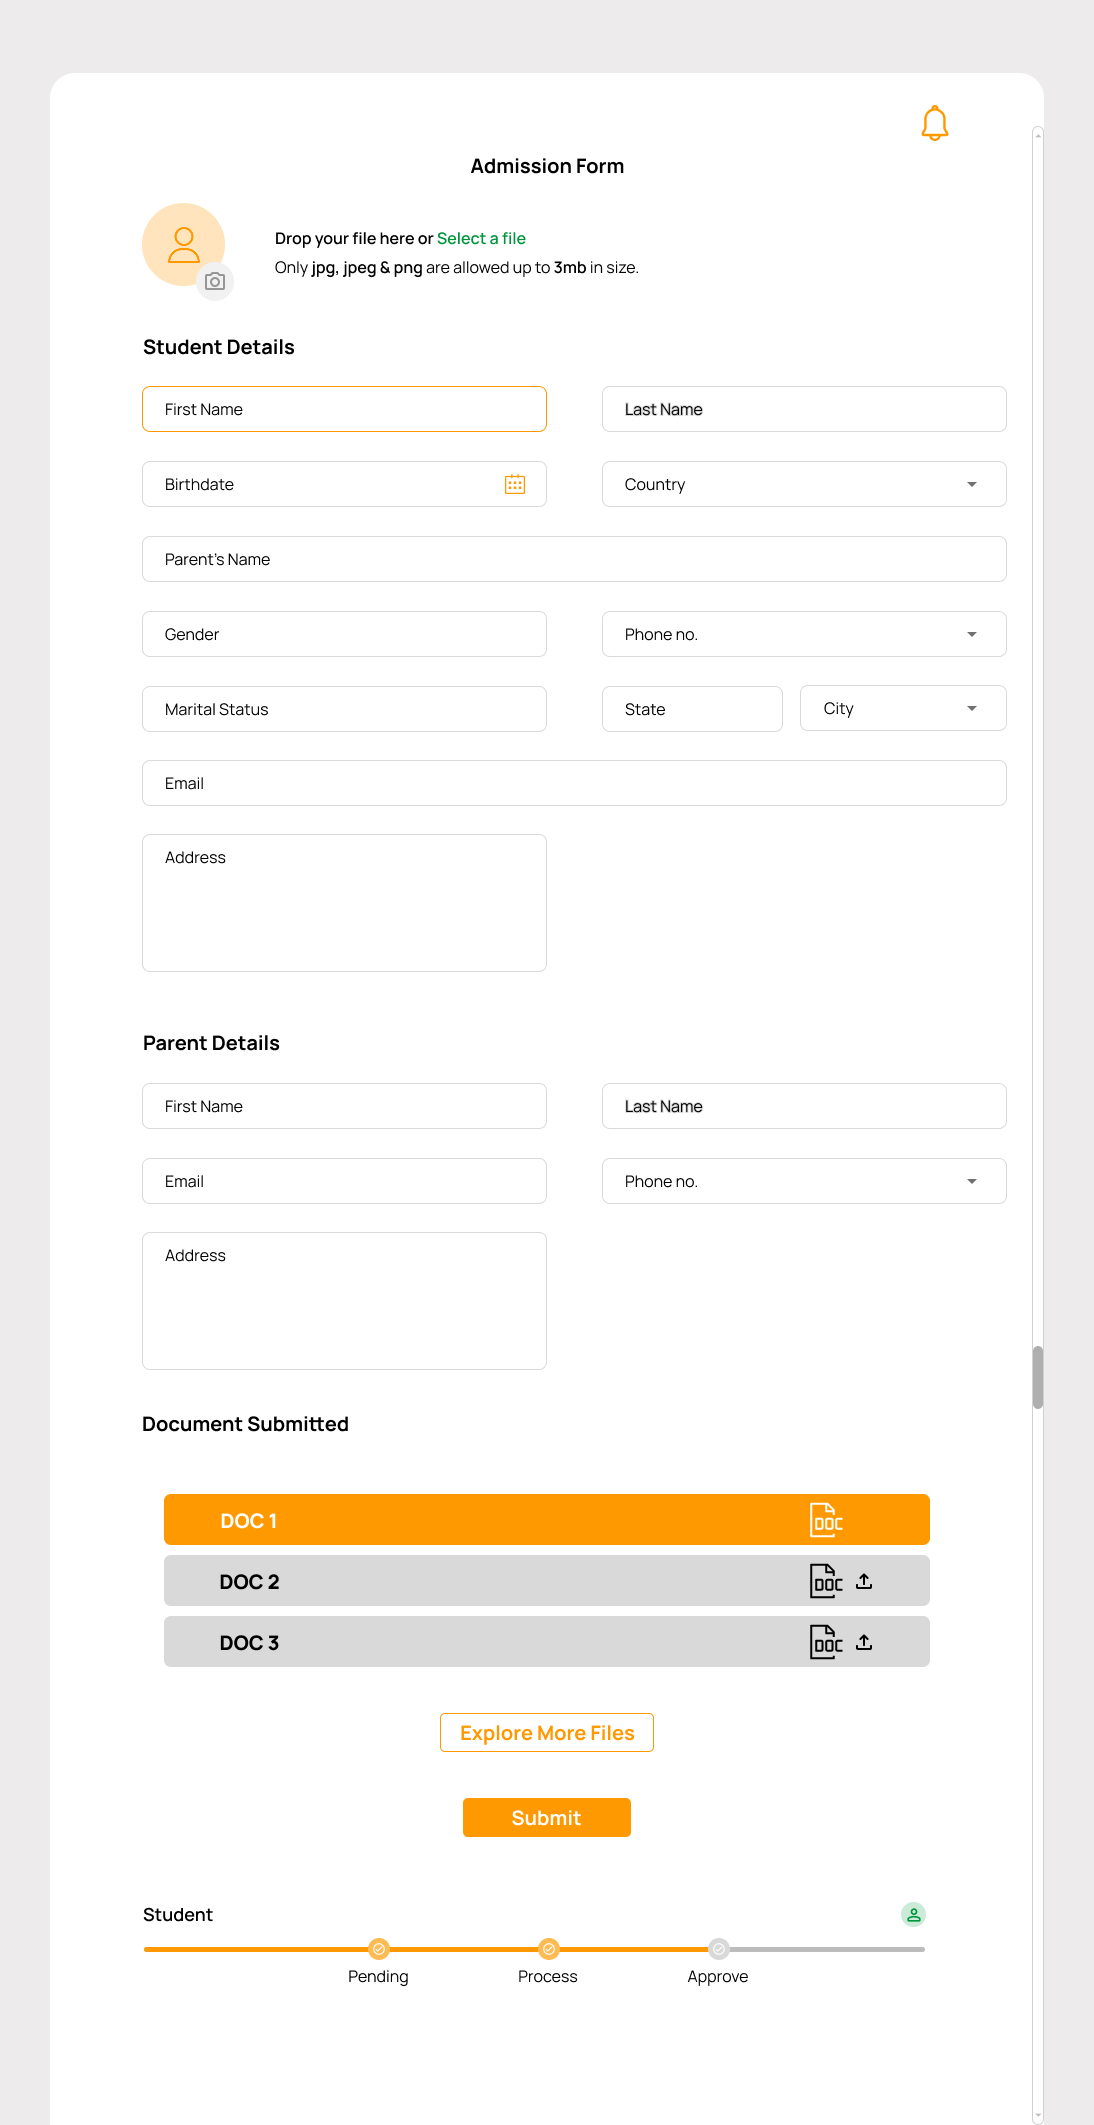 Admission Form
Drop your file here or Select a file
Only jpg, jpeg & png are allowed up to 3mb in size.
Student Details
First Name
Last Name
Birthdate
Country
Parent's Name
Gender
Phone no.
Marital Status
State
City
Email
Address
Parent Details
First Name
Last Name
Email
Phone no.
Address
Document Submitted
DOC 1
DOC
DOC 2
DOC
DOC 3
DOC
Explore More Files
Submit
Student
Pending
Process
Approve